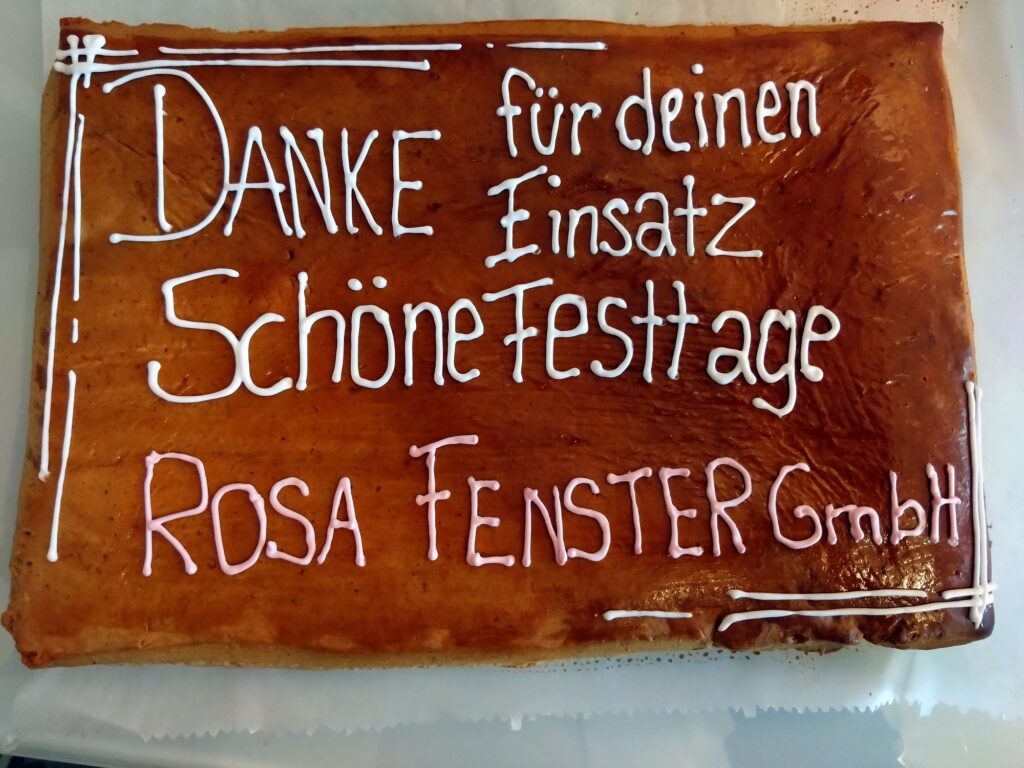 DANKE für deinen
Einsatz
Schöne Festtage
ROSA FENSTER GmbH